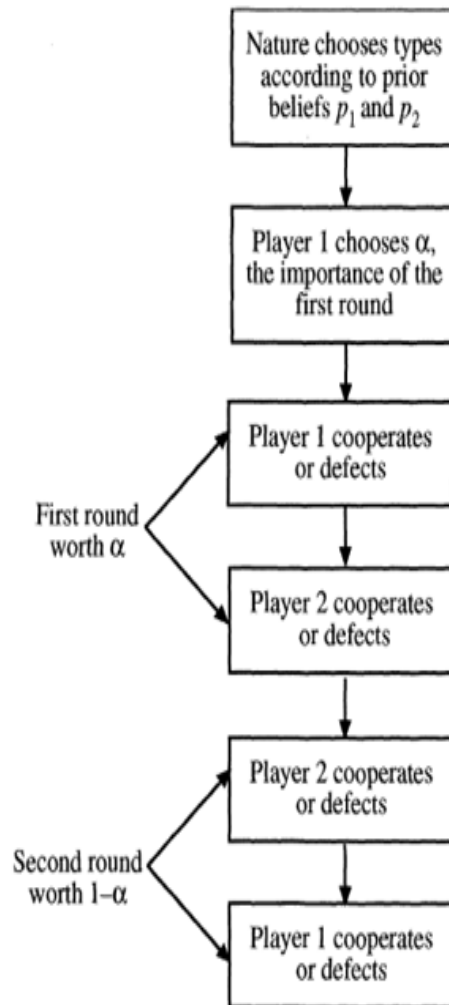 Nature chooses types
according to prior
beliefs p₁ and p₂
Player 1 chooses α,
the importance of the
first round
Player 1 cooperates
or defects
First round
worth α
Player 2 cooperates
or defects
Player 2 cooperates
or defects
Second round
worth 1–α
Player 1 cooperates
or defects